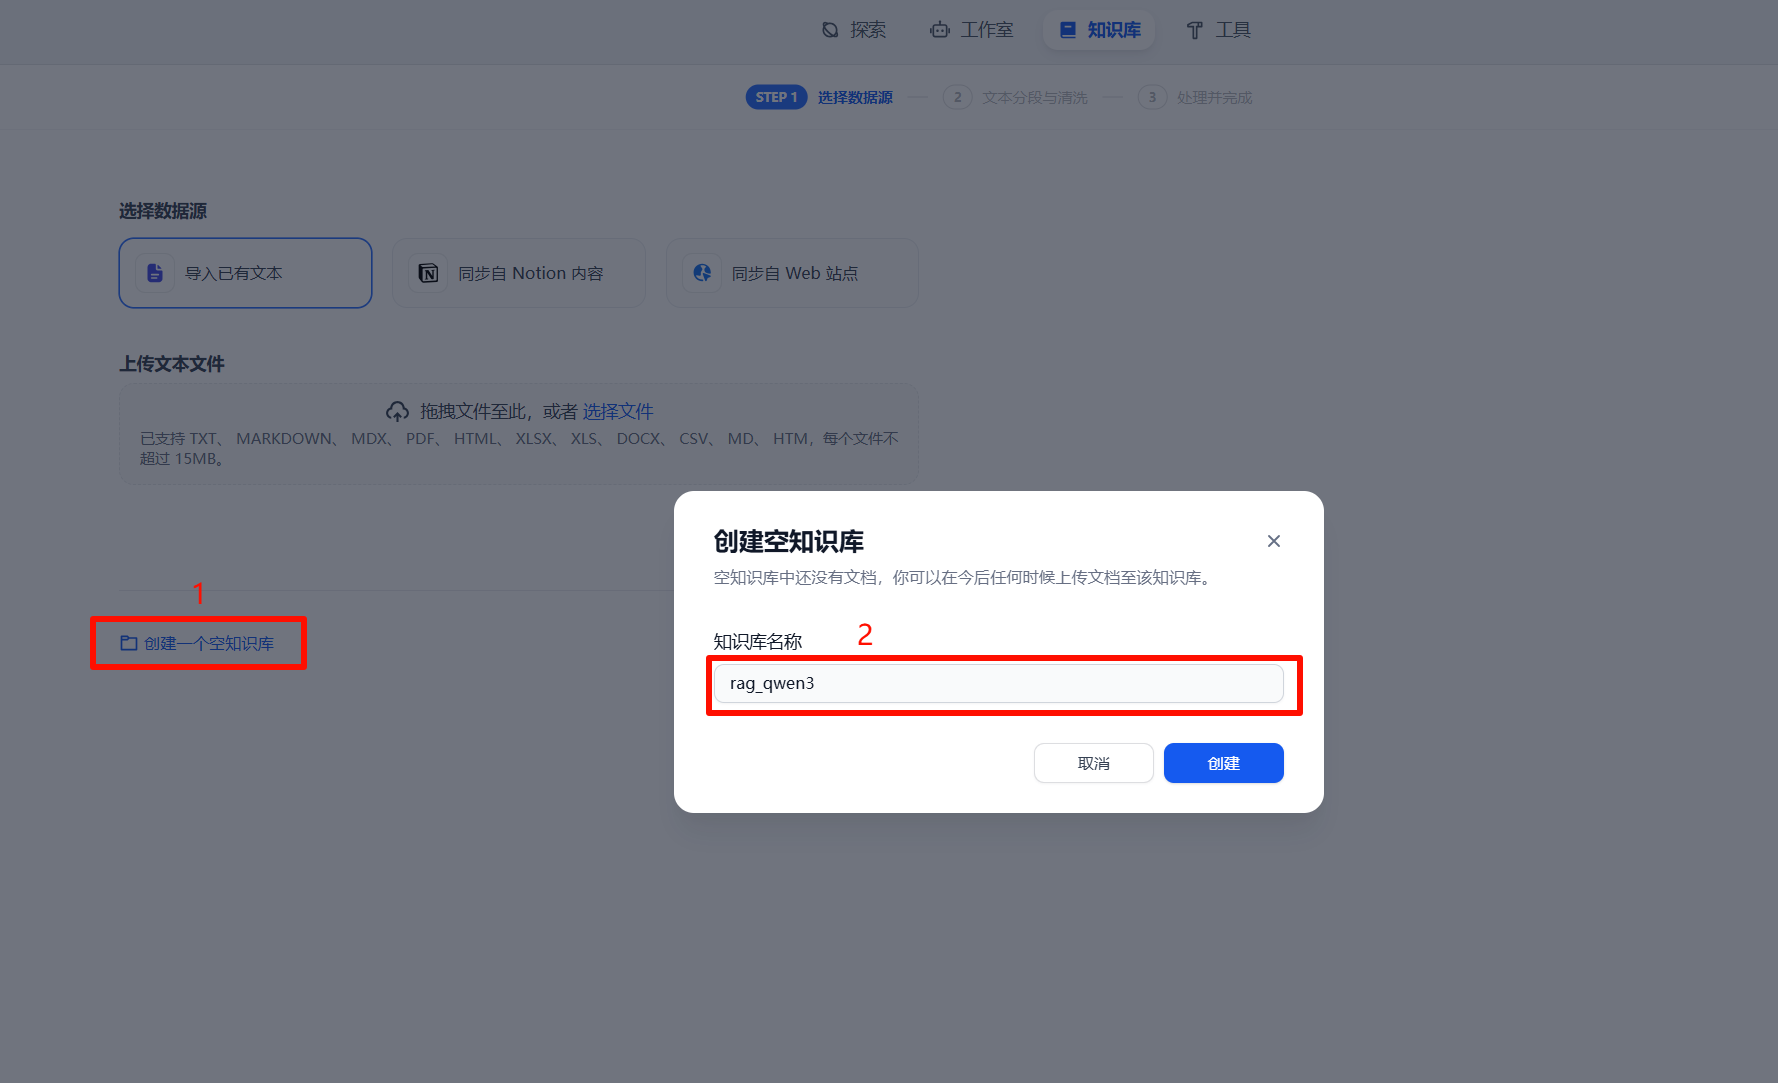 探索 工作室 知识库 工具
STEP 1 选择数据源 2 文本分段与清洗 3 处理并完成
选择数据源
导入已有文本 同步自 Notion 内容 同步自 Web 站点
上传文本文件
拖拽文件至此，或者 选择文件
已支持 TXT、 MARKDOWN、 MDX、 PDF、 HTML、 XLSX、 XLS、 DOCX、 CSV、 MD、 HTM，每个文件不
超过 15MB。
1
创建一个空知识库
创建空知识库
空知识库中还没有文档，你可以在今后任何时候上传文档至该知识库。
知识库名称
2
rag_qwen3
取消 创建